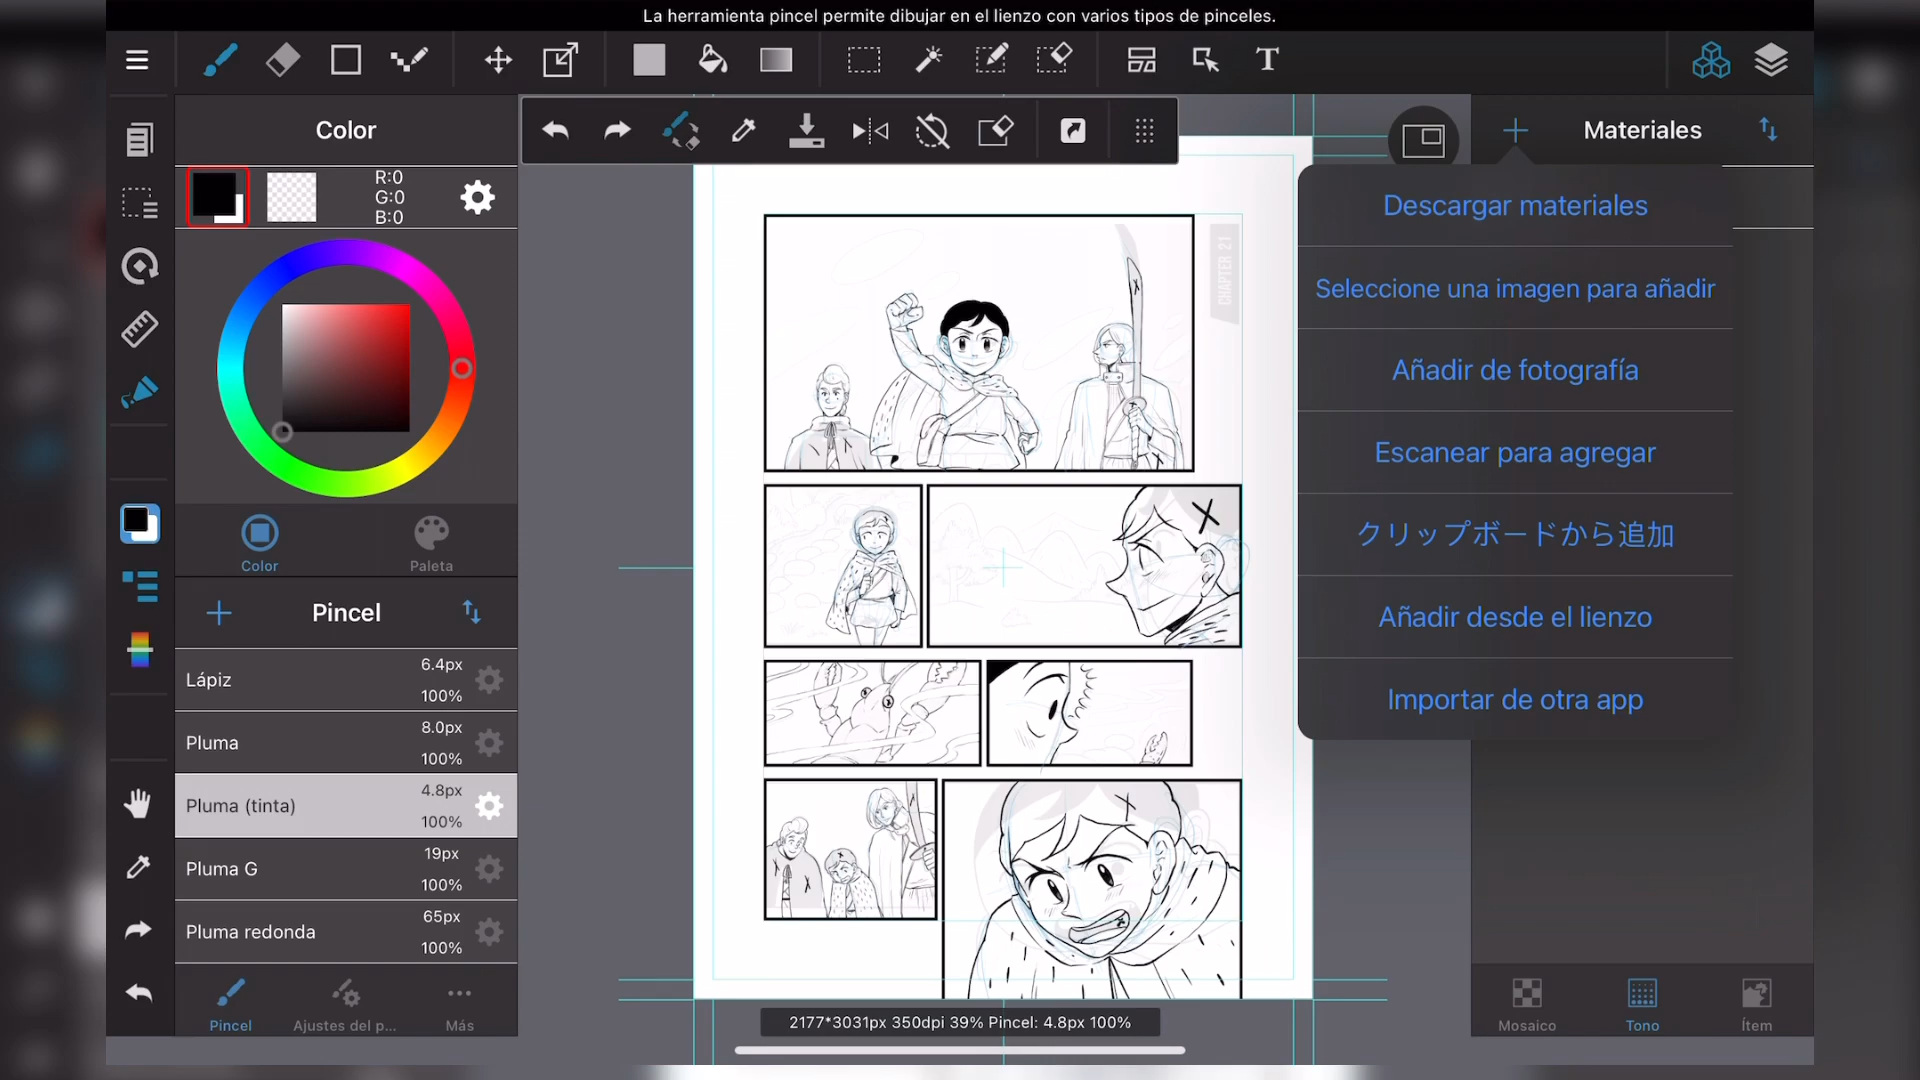 La herramienta pincel permite dibujar en el lienzo con varios tipos de pinceles.
T
Color
R:0
G:0
B:0
Color
Paleta
Pincel
Lápiz
6.4px
100%
Pluma
8.0px
100%
Pluma (tinta)
4.8px
100%
Pluma G
19px
100%
Pluma redonda
65px
100%
Pincel
Ajustes del p...
Más
CHAPTER 21
2177*3031px 350dpi 39% Pincel: 4.8px 100%
Materiales
Descargar materiales
Seleccione una imagen para añadir
Añadir de fotografía
Escanear para agregar
クリップボードから追加
Añadir desde el lienzo
Importar de otra app
Mosaico
Tono
Ítem